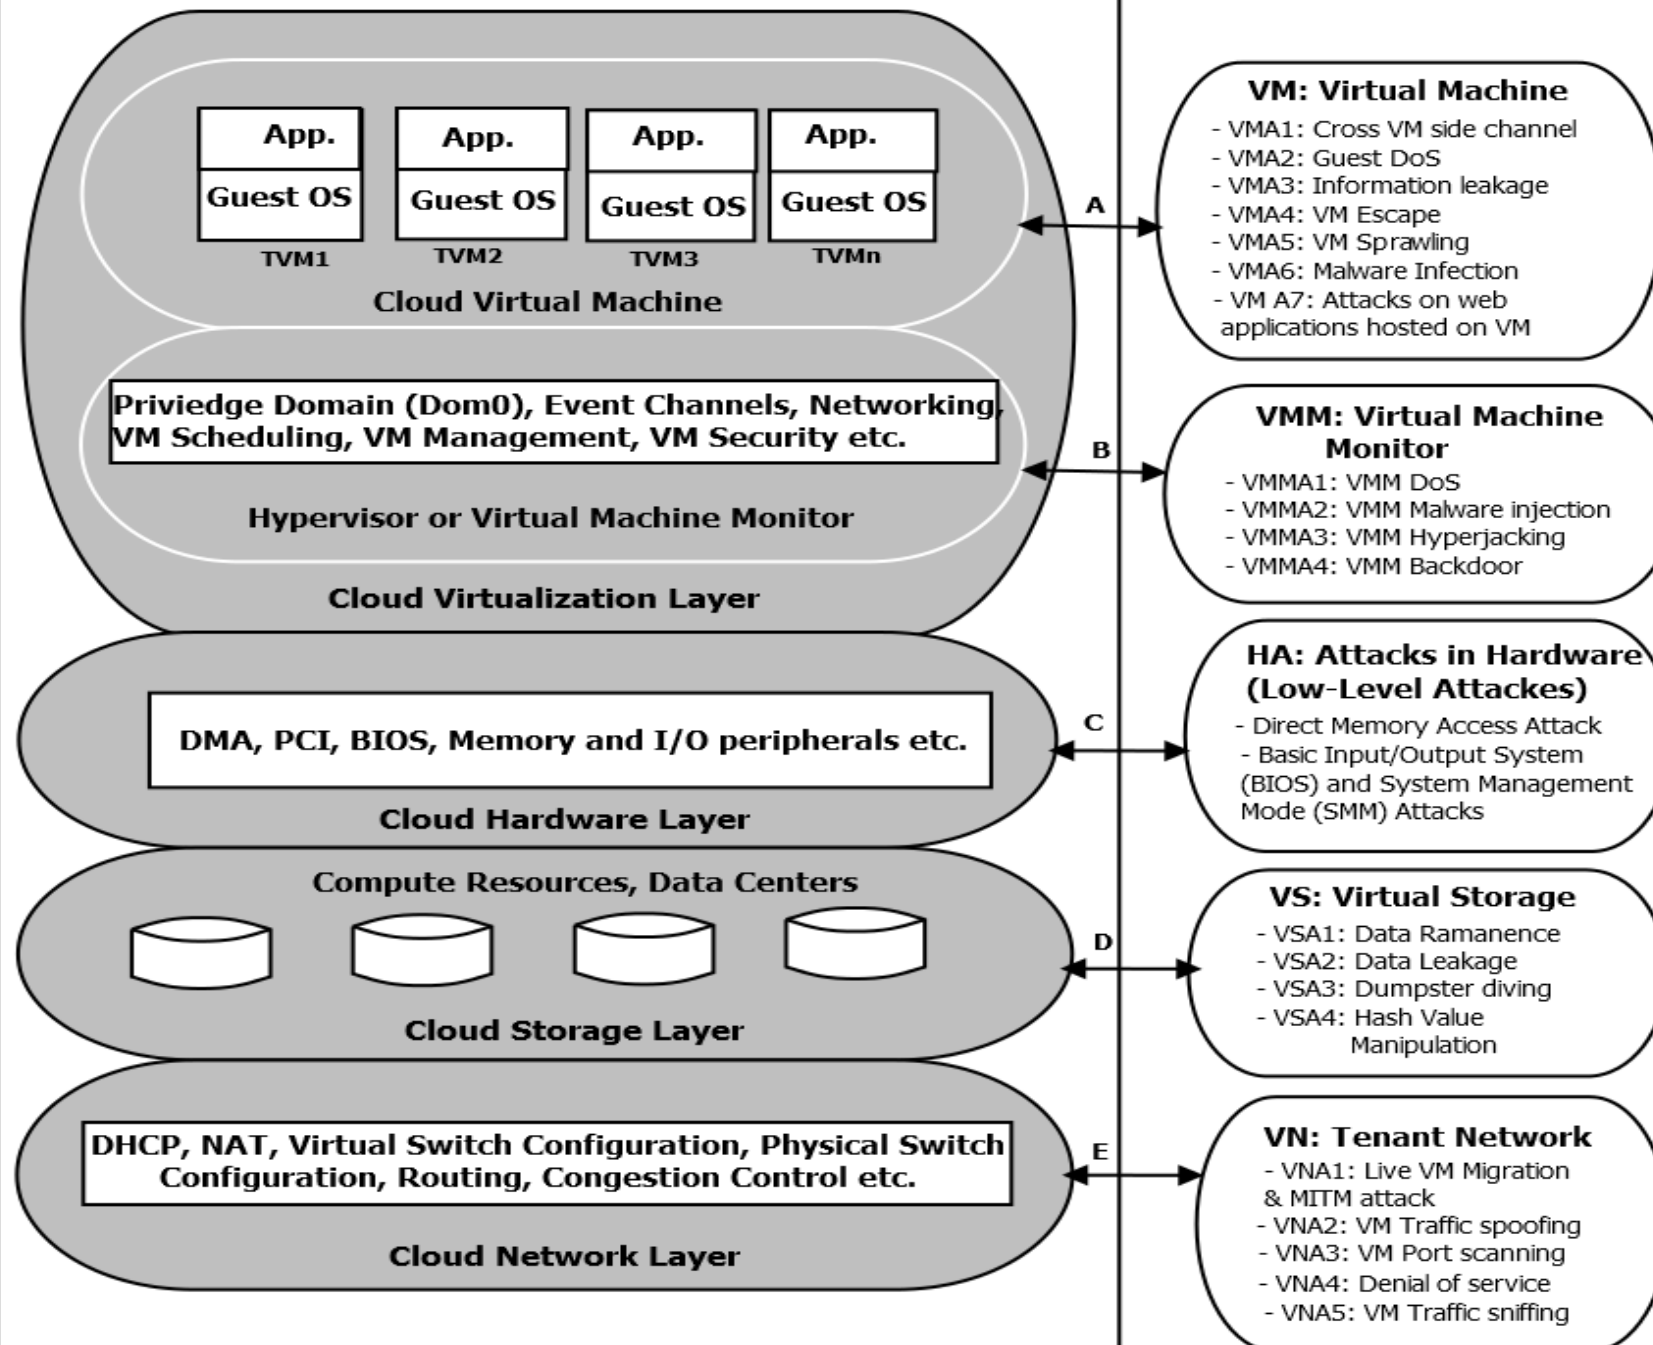 App.
Guest OS
TVM1
App.
Guest OS
TVM2
App.
Guest OS
TVM3
App.
Guest OS
TVMn
Cloud Virtual Machine
Priviedge Domain (Dom0), Event Channels, Networking,
VM Scheduling, VM Management, VM Security etc.
Hypervisor or Virtual Machine Monitor
Cloud Virtualization Layer
DMA, PCI, BIOS, Memory and I/O peripherals etc.
Cloud Hardware Layer
Compute Resources, Data Centers
Cloud Storage Layer
DHCP, NAT, Virtual Switch Configuration, Physical Switch
Configuration, Routing, Congestion Control etc.
Cloud Network Layer
A
B
C
D
E
VM: Virtual Machine
- VMA1: Cross VM side channel
- VMA2: Guest DoS
- VMA3: Information leakage
- VMA4: VM Escape
- VMA5: VM Sprawling
- VMA6: Malware Infection
- VM A7: Attacks on web
applications hosted on VM
VMM: Virtual Machine
Monitor
- VMMA1: VMM DoS
- VMMA2: VMM Malware injection
- VMMA3: VMM Hyperjacking
- VMMA4: VMM Backdoor
HA: Attacks in Hardware
(Low-Level Attackes)
- Direct Memory Access Attack
- Basic Input/Output System
(BIOS) and System Management
Mode (SMM) Attacks
VS: Virtual Storage
- VSA1: Data Ramanence
- VSA2: Data Leakage
- VSA3: Dumpster diving
- VSA4: Hash Value
Manipulation
VN: Tenant Network
- VNA1: Live VM Migration
& MITM attack
- VNA2: VM Traffic spoofing
- VNA3: VM Port scanning
- VNA4: Denial of service
- VNA5: VM Traffic sniffing